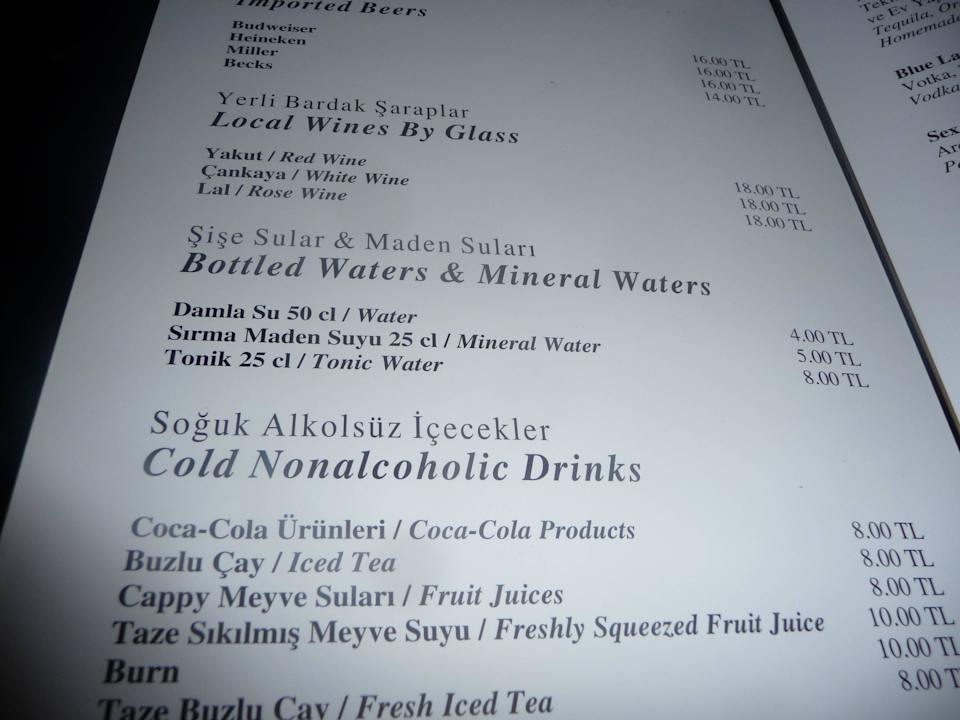 Imported Beers
Budweiser 16.00 TL
Heineken 16.00 TL
Miller 16.00 TL
Becks 14.00 TL
Yerli Bardak Şaraplar
Local Wines By Glass
Yakut / Red Wine 18.00 TL
Çankaya / White Wine 18.00 TL
Lal / Rose Wine 18.00 TL
Şişe Sular & Maden Suları
Bottled Waters & Mineral Waters
Damla Su 50 cl / Water 4.00 TL
Sırma Maden Suyu 25 cl / Mineral Water 5.00 TL
Tonik 25 cl / Tonic Water 8.00 TL
Soğuk Alkolsüz İçecekler
Cold Nonalcoholic Drinks
Coca-Cola Ürünleri / Coca-Cola Products 8.00 TL
Buzlu Çay / Iced Tea 8.00 TL
Cappy Meyve Suları / Fruit Juices 8.00 TL
Taze Sıkılmış Meyve Suyu / Freshly Squeezed Fruit Juice 10.00 TL
Burn 10.00 TL
Taze Buzlu Çay / Fresh Iced Tea 8.00 T
ve Ev
Tequila,
Homemade
Blue
Votka,
Vodka
Sex